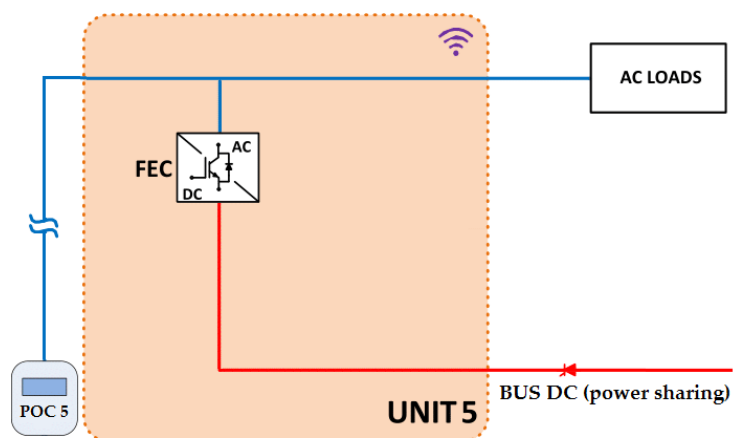 AC LOADS
FEC
AC
DC
BUS DC (power sharing)
POC 5
UNIT 5